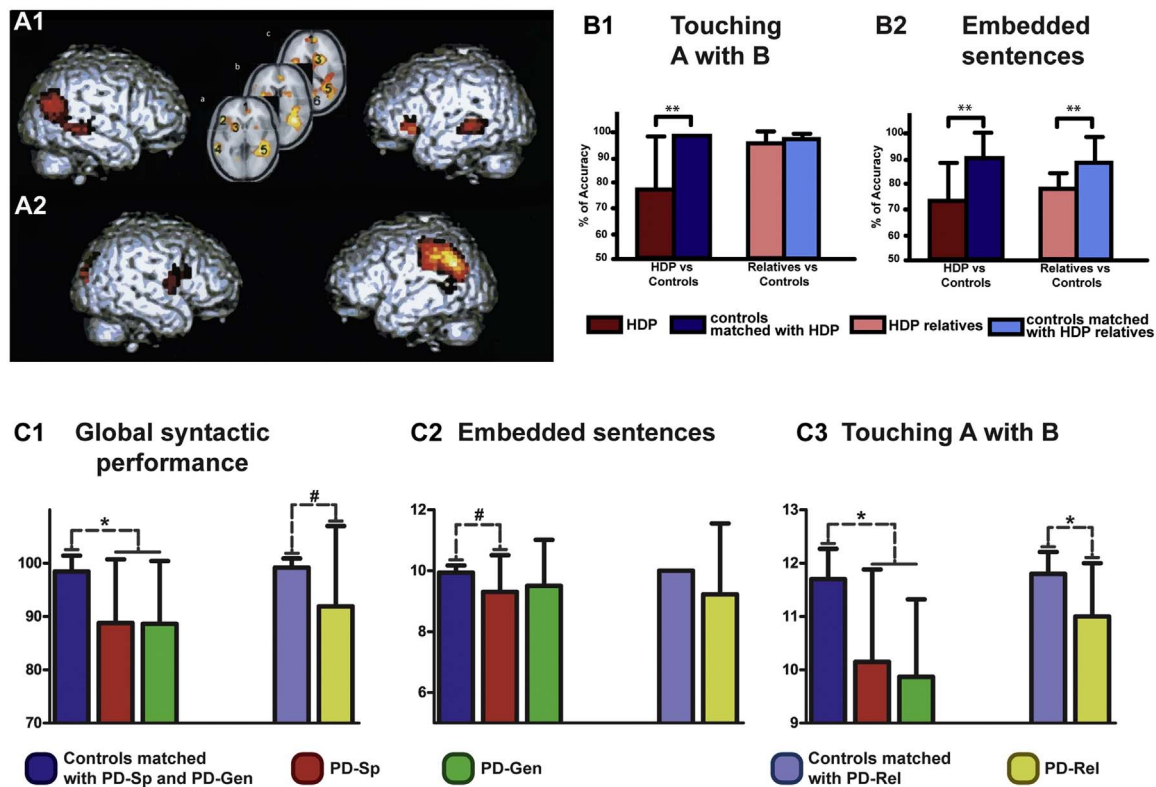 A1
c
b
a
1
2
3
4
5
3
5
6
A2
B1 Touching
A with B
% of Accuracy
100
90
80
70
60
50
**
HDP vs
Controls
Relatives vs
Controls
B2 Embedded
sentences
% of Accuracy
100
90
80
70
60
50
**
**
HDP vs
Controls
Relatives vs
Controls
HDP
controls
matched with HDP
HDP relatives
controls matched
with HDP relatives
C1 Global syntactic
performance
100
90
80
70
*
#
C2 Embedded sentences
12
10
8
6
#
C3 Touching A with B
13
12
11
10
9
*
*
Controls matched
with PD-Sp and PD-Gen
PD-Sp
PD-Gen
Controls matched
with PD-Rel
PD-Rel